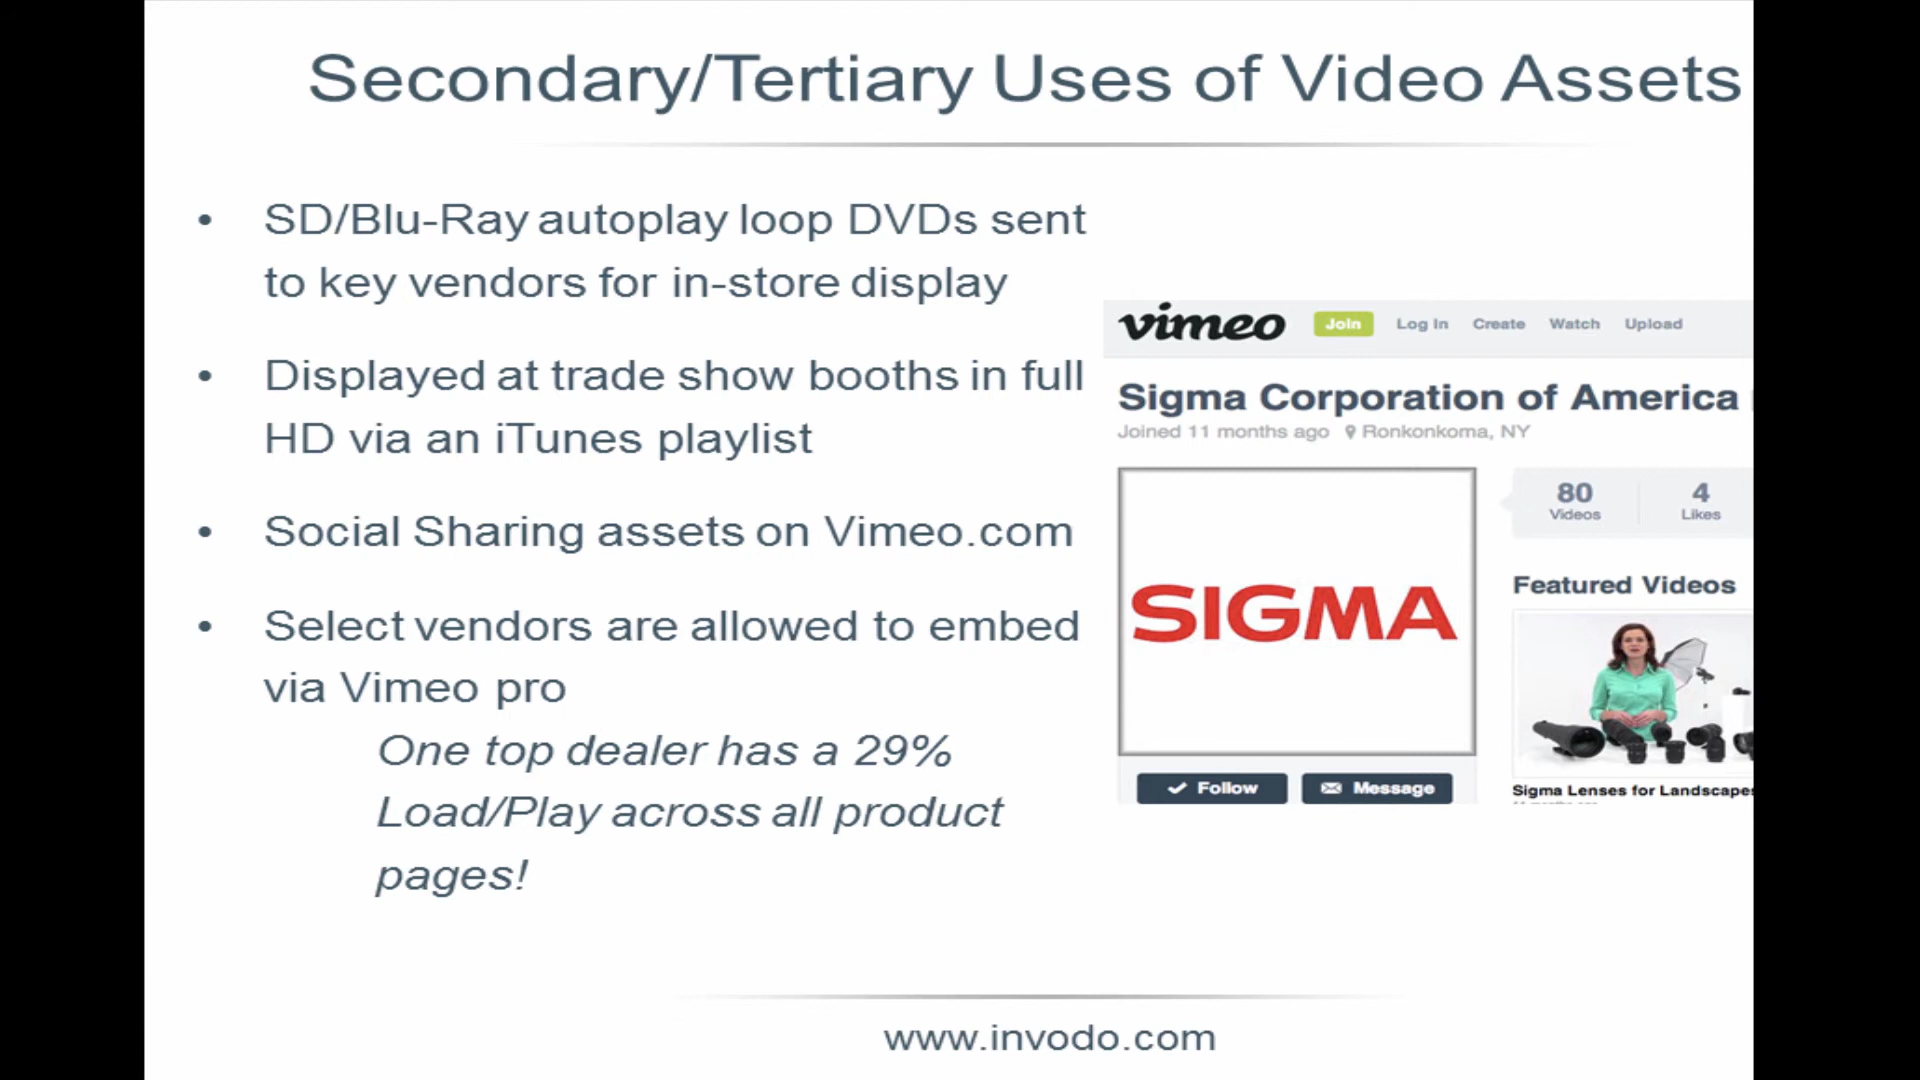 Secondary/Tertiary Uses of Video Assets
• SD/Blu-Ray autoplay loop DVDs sent
to key vendors for in-store display
• Displayed at trade show booths in full
HD via an iTunes playlist
• Social Sharing assets on Vimeo.com
• Select vendors are allowed to embed
via Vimeo pro
One top dealer has a 29%
Load/Play across all product
pages!
vimeo Join Log In Create Watch Upload
Sigma Corporation of America
Joined 11 months ago Ronkonkoma, NY
80 4
Videos Likes
SIGMA
Featured Videos
Follow Message
Sigma Lenses for Landscapes
www.invodo.com